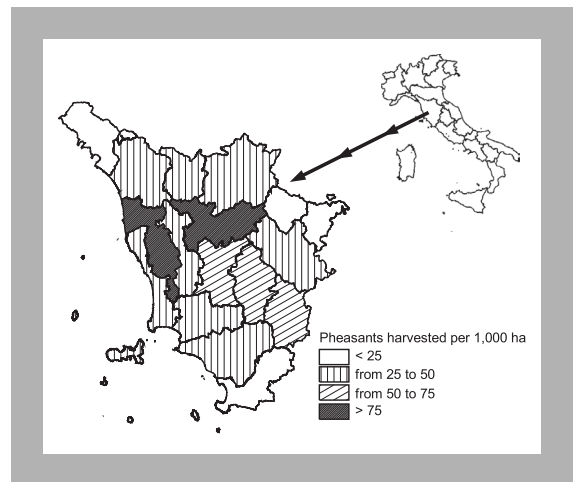 Pheasants harvested per 1,000 ha
< 25
from 25 to 50
from 50 to 75
> 75